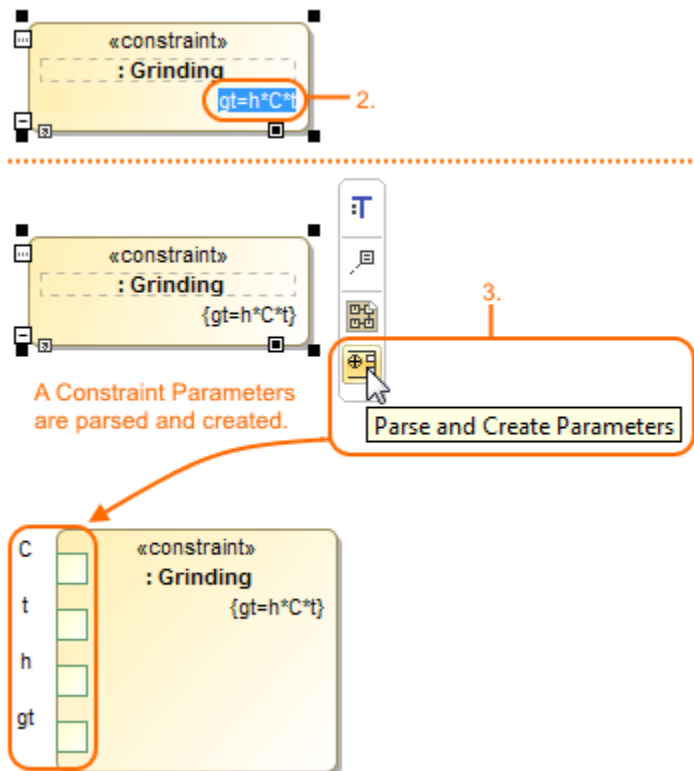 «constraint»
: Grinding
gt=h*C*t
2.
«constraint»
: Grinding
{gt=h*C*t}
:T
3.
A Constraint Parameters
are parsed and created.
Parse and Create Parameters
C
t
h
gt
«constraint»
: Grinding
{gt=h*C*t}